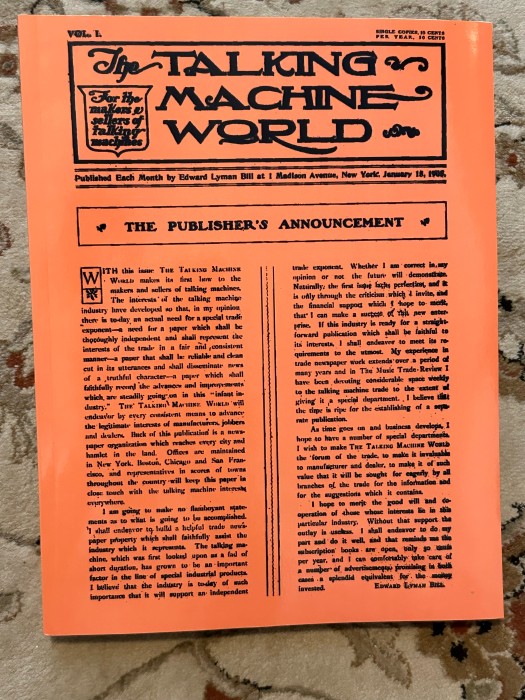 VOL. I.
SINGLE COPIES, 10 CENTS
PER YEAR, 50 CENTS
The TALKING
MACHINE
WORLD
For the
makers &
sellers of
talking
machines
Published Each Month by Edward Lyman Bill at 1 Madison Avenue, New York, January 15, 1905.
THE PUBLISHER'S ANNOUNCEMENT
WITH this issue THE TALKING MACHINE
WORLD makes its first bow to the
makers and sellers of talking machines.
The interests of the talking machine
industry have developed so that, in my opinion
there is to-day an actual need for a special trade
exponent—a need for a paper which shall be
thoroughly independent and shall represent the
interests of the trade in a fair and consistent
manner—a paper that shall be reliable and clean
cut in its utterances and shall disseminate news
of a truthful character—a paper which shall
faithfully record the advances and improvements
which are steadily going on in this "infant in-
dustry." THE TALKING MACHINE WORLD will
endeavor by every consistent means to advance
the legitimate interests of manufacturers, jobbers
and dealers. Back of this publication is a news-
paper organization which reaches every city and
hamlet in the land. Offices are maintained
in New York, Boston, Chicago and San Fran-
cisco, and representatives in scores of towns
throughout the country will keep this paper in
close touch with the talking machine interests
everywhere.
I am going to make no flamboyant state-
ments as to what is going to be accomplished.
I shall endeavor to build a helpful trade news-
paper property which shall faithfully assist the
industry which it represents. The talking ma-
chine, which was first looked upon as a fad of
short duration, has grown to be an important
factor in the line of special industrial products.
I believe that the industry is to-day of such
importance that it will support an independent
trade exponent. Whether I am correct in my
opinion or not the future will demonstrate.
Naturally, the first issue lacks perfection, and it
is only through the criticism which I invite, and
the financial support which I hope to merit,
that I can make a success of this new enter-
prise. If this industry is ready for a straight-
forward publication which shall be faithful to
its interests, I shall endeavor to meet its re-
quirements to the utmost. My experience in
trade newspaper work extends over a period of
many years and in The Music Trade Review I
have been devoting considerable space weekly
to the talking machine trade to the extent of
giving it a special department. I believe that
the time is ripe for the establishing of a sepa-
rate publication.
As time goes on and business develops, I
hope to have a number of special departments.
I wish to make THE TALKING MACHINE WORLD
the forum of the trade, to make it invaluable
to manufacturer and dealer, to make it of such
value that it will be sought for eagerly by all
branches of the trade for the information and
for the suggestions which it contains.
I hope to merit the good will and co-
operation of those whose interests lie in this
particular industry. Without that support the
outlay is useless. I shall endeavor to do my
part and do it well, and that reminds me the
subscription books are open, only 50 cents
per year, and I can comfortably take care of
a number of advertisements, promising in both
cases a splendid equivalent for the money
invested. EDWARD LYMAN BILL.